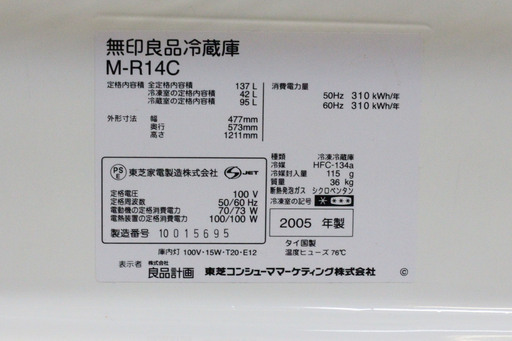 無印良品冷蔵庫
M-R14C
定格内容積 全定格内容積 137 L
冷凍室の定格内容積 42 L
冷蔵室の定格内容積 95 L
外形寸法 幅 477mm
奥行 573mm
高さ 1211mm
消費電力量
50Hz 310 kWh/年
60Hz 310 kWh/年
PS
E
東芝家電製造株式会社 JET
定格電圧 100 V
定格周波数 50/60 Hz
電動機の定格消費電力 70/73 W
電熱装置の定格消費電力 100/100 W
製造番号 10015695
種類 冷凍冷蔵庫
冷媒 HFC-134a
冷媒封入量 115 g
質量 36 kg
断熱発泡ガス シクロペンタン
冷凍室の記号
2005 年製
タイ国製
温度ヒューズ 76℃
庫内灯 100V・15W・T20・E12
表示者 株式会社 良品計画 東芝コンシューママーケティング株式会社 Ⓒ